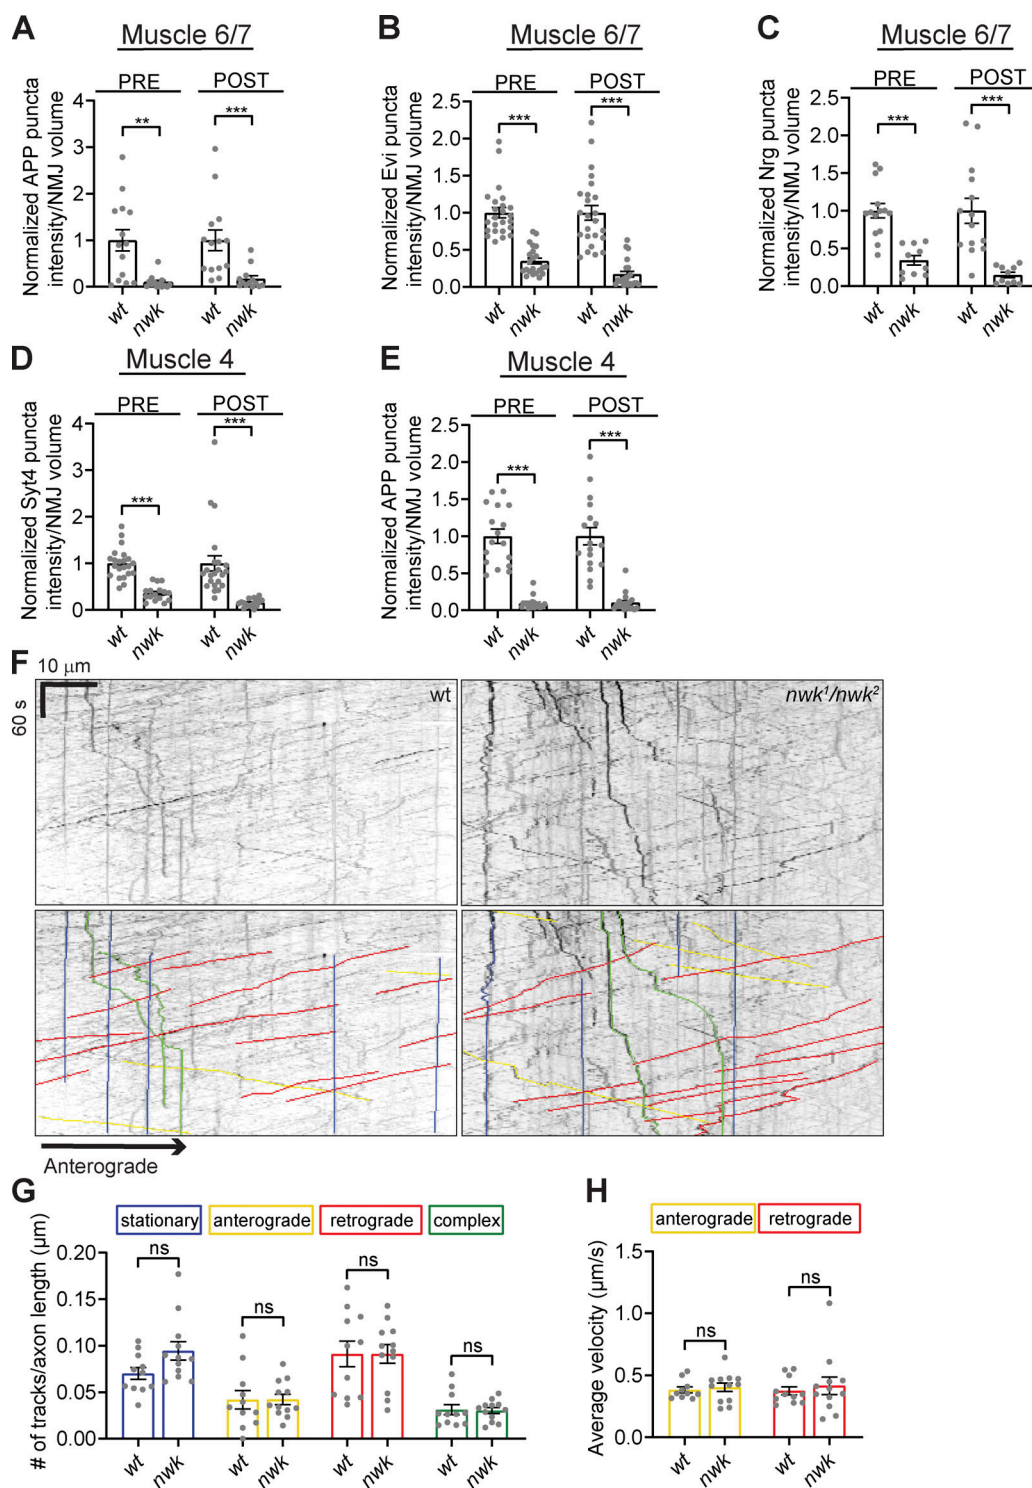 A
Muscle 6/7
PRE
POST
Normalized APP puncta
intensity/NMJ volume
4
3
2
1
0
**
***
wt
nwk
wt
nwk
B
Muscle 6/7
PRE
POST
Normalized Evi puncta
intensity/NMJ volume
2.5
2.0
1.5
1.0
0.5
0.0
***
***
wt
nwk
wt
nwk
C
Muscle 6/7
PRE
POST
Normalized Nrg puncta
intensity/NMJ volume
2.5
2.0
1.5
1.0
0.5
0.0
***
***
wt
nwk
wt
nwk
D
Muscle 4
PRE
POST
Normalized Syt4 puncta
intensity/NMJ volume
4
3
2
1
0
***
***
wt
nwk
wt
nwk
E
Muscle 4
PRE
POST
Normalized APP puncta
intensity/NMJ volume
2.5
2.0
1.5
1.0
0.5
0.0
***
***
wt
nwk
wt
nwk
F
10 μm
60 s
wt
nwk¹/nwk²
Anterograde
G
stationary
anterograde
retrograde
complex
# of tracks/axon length (μm)
0.20
0.15
0.10
0.05
0.00
ns
ns
ns
ns
wt
nwk
wt
nwk
wt
nwk
wt
nwk
H
anterograde
retrograde
Average velocity (μm/s)
1.5
1.0
0.5
0.0
ns
ns
wt
nwk
wt
nwk